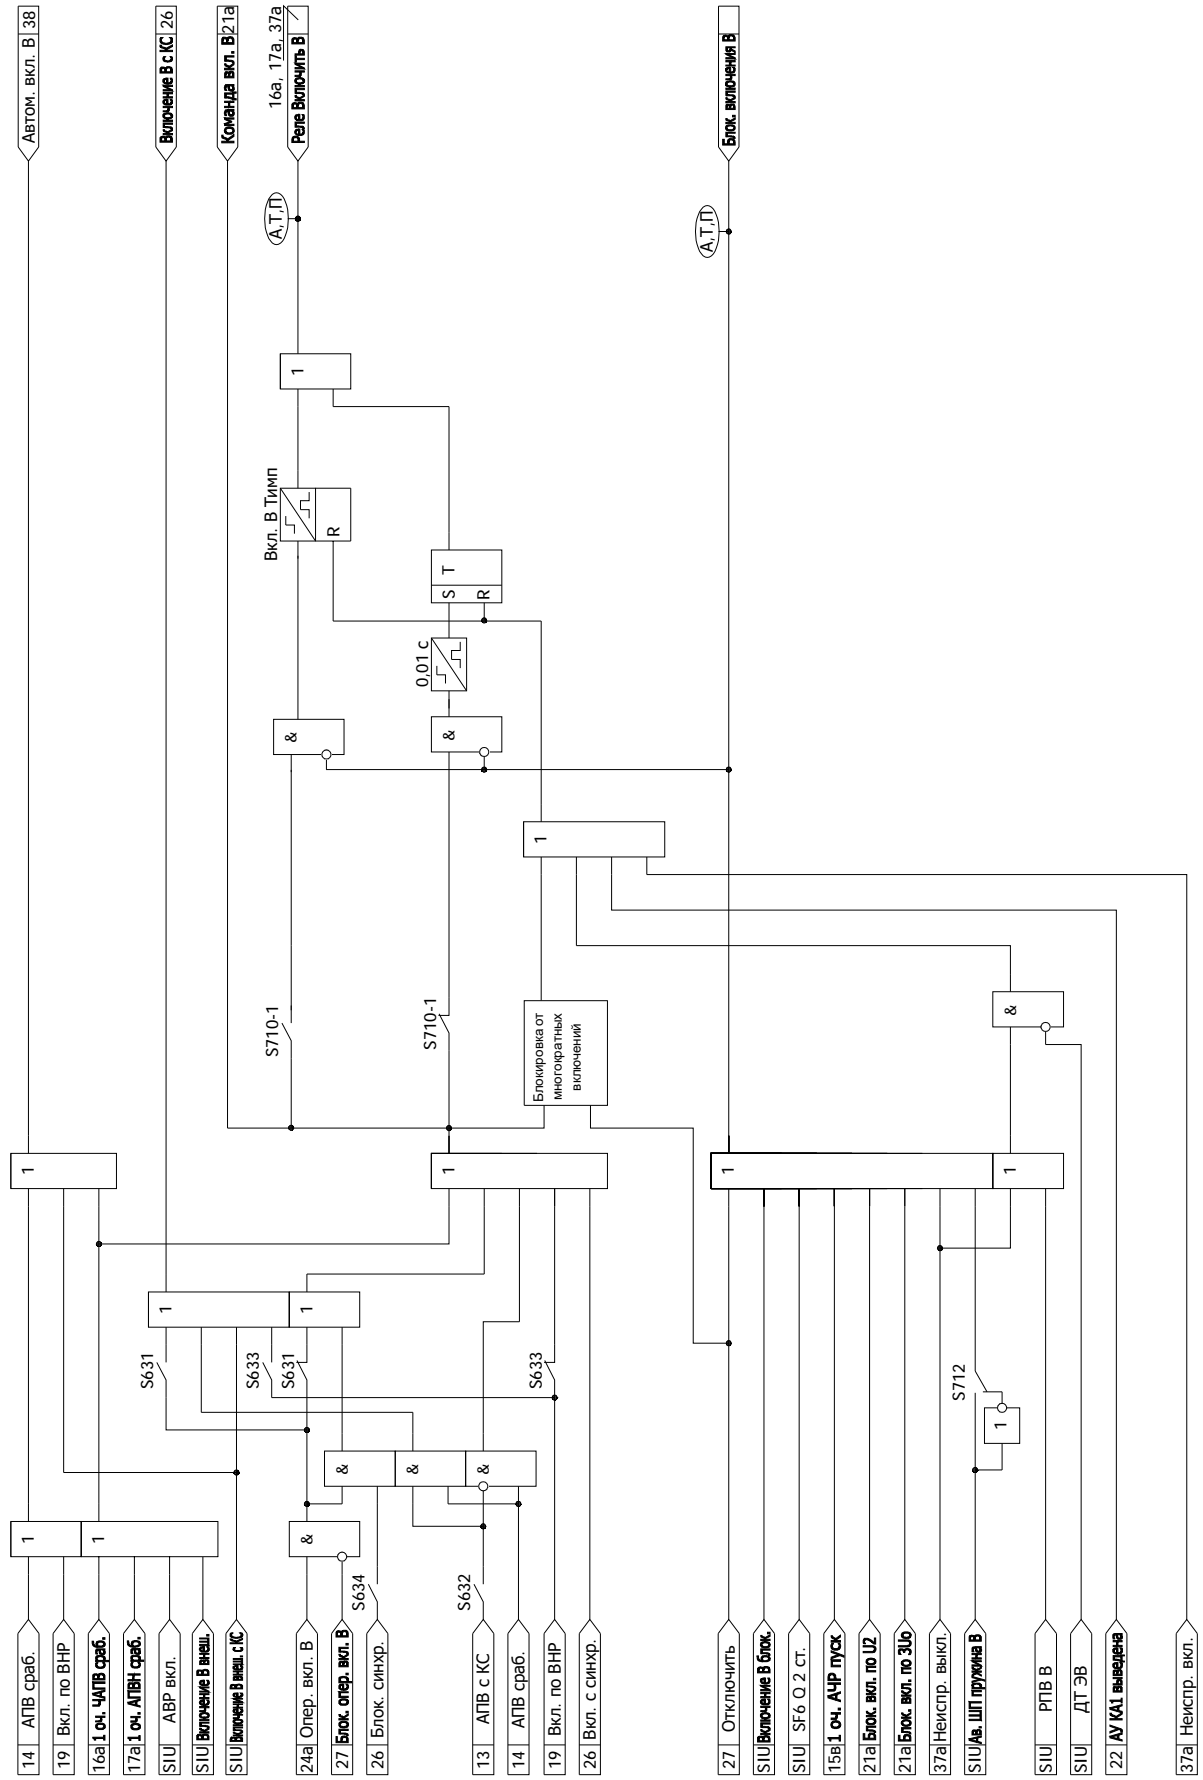 14 АПВ сраб.
19 Вкл. по ВНР
16а 1 оч. ЧАПВ сраб.
17а 1 оч. АПВН сраб.
SIU АВР вкл.
SIU Включение В внеш.
SIU Включение В внеш. с КС
24а Опер. вкл. В
27 Блок. опер. вкл. В
26 Блок. синхр.
13 АПВ с КС
14 АПВ сраб.
19 Вкл. по ВНР
26 Вкл. с синхр.
27 Отключить
SIU Включение В блок.
SIU SF6 Q 2 ст.
15в 1 оч. АЧР пуск
21а Блок. вкл. по U2
21а Блок. вкл. по 3Uo
37а Неиспр. выкл.
SIU Ав. ШП пружина В
SIU РПВ В
SIU ДТ ЭВ
22 АУ КА1 выведена
37а Неиспр. вкл.
1
1
&
S634
S632
&
&
&
S631
S633
S631
S633
1
S712
1
1
1
1
1
1
1
Блокировка от
многократных
включений
S710-1
S710-1
&
1
&
&
0,01 с
S
R
T
Вкл. В Тимп
R
1
А,Т,П
А,Т,П
Автом. вкл. В 38
Включение В с КС 26
Команда вкл. В 21а
16а, 17а, 37а
Реле Включить В
Блок. включения В